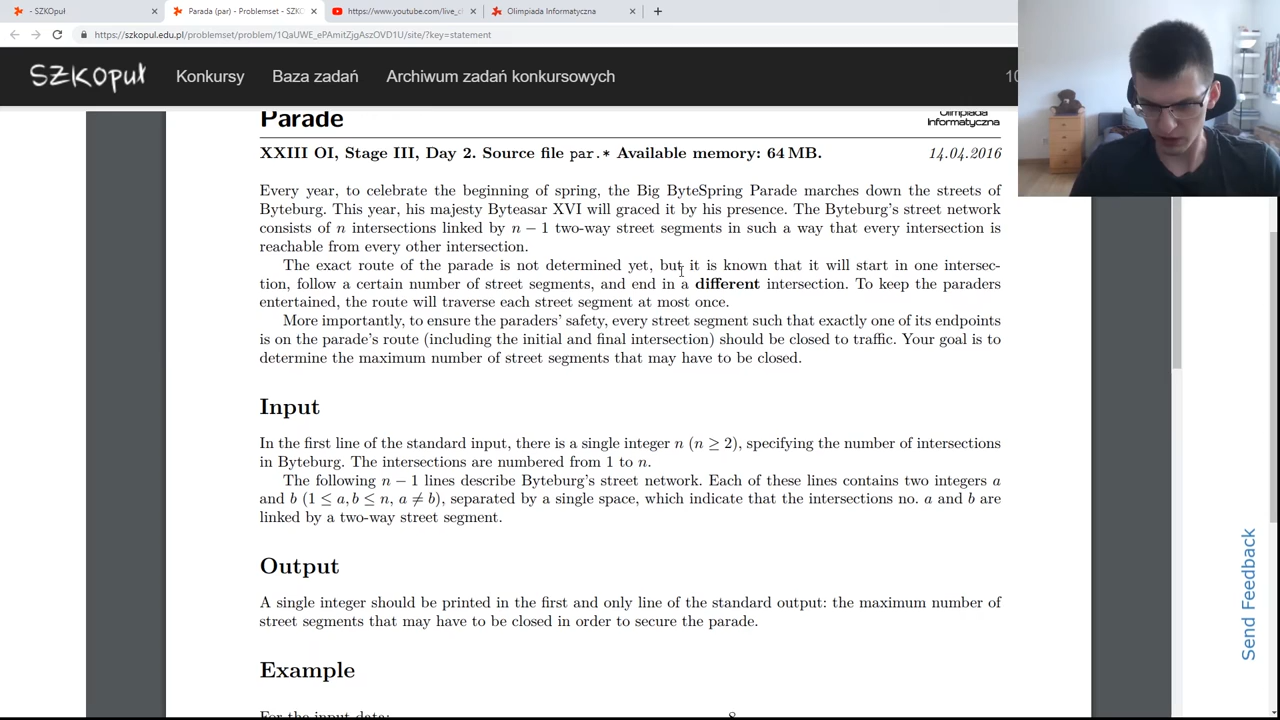 - SZKOpuł
Parada (par) - Problemset - SZKO
https://www.youtube.com/live_c
Olimpiada Informatyczna
https://szkopul.edu.pl/problemset/problem/1QaUWE_ePAmitZjgAszOVD1U/site/?key=statement
SZKOpuł Konkursy Baza zadań Archiwum zadań konkursowych 10
Parade
Olimpiada
Informatyczna
XXIII OI, Stage III, Day 2. Source file par.* Available memory: 64 MB. 14.04.2016
Every year, to celebrate the beginning of spring, the Big ByteSpring Parade marches down the streets of
Byteburg. This year, his majesty Byteasar XVI will graced it by his presence. The Byteburg's street network
consists of n intersections linked by n − 1 two-way street segments in such a way that every intersection is
reachable from every other intersection.
The exact route of the parade is not determined yet, but it is known that it will start in one intersec-
tion, follow a certain number of street segments, and end in a different intersection. To keep the paraders
entertained, the route will traverse each street segment at most once.
More importantly, to ensure the paraders' safety, every street segment such that exactly one of its endpoints
is on the parade's route (including the initial and final intersection) should be closed to traffic. Your goal is to
determine the maximum number of street segments that may have to be closed.
Input
In the first line of the standard input, there is a single integer n (n ≥ 2), specifying the number of intersections
in Byteburg. The intersections are numbered from 1 to n.
The following n − 1 lines describe Byteburg's street network. Each of these lines contains two integers a
and b (1 ≤ a, b ≤ n, a ≠ b), separated by a single space, which indicate that the intersections no. a and b are
linked by a two-way street segment.
Output
A single integer should be printed in the first and only line of the standard output: the maximum number of
street segments that may have to be closed in order to secure the parade.
Example
For the input data:
Send Feedback